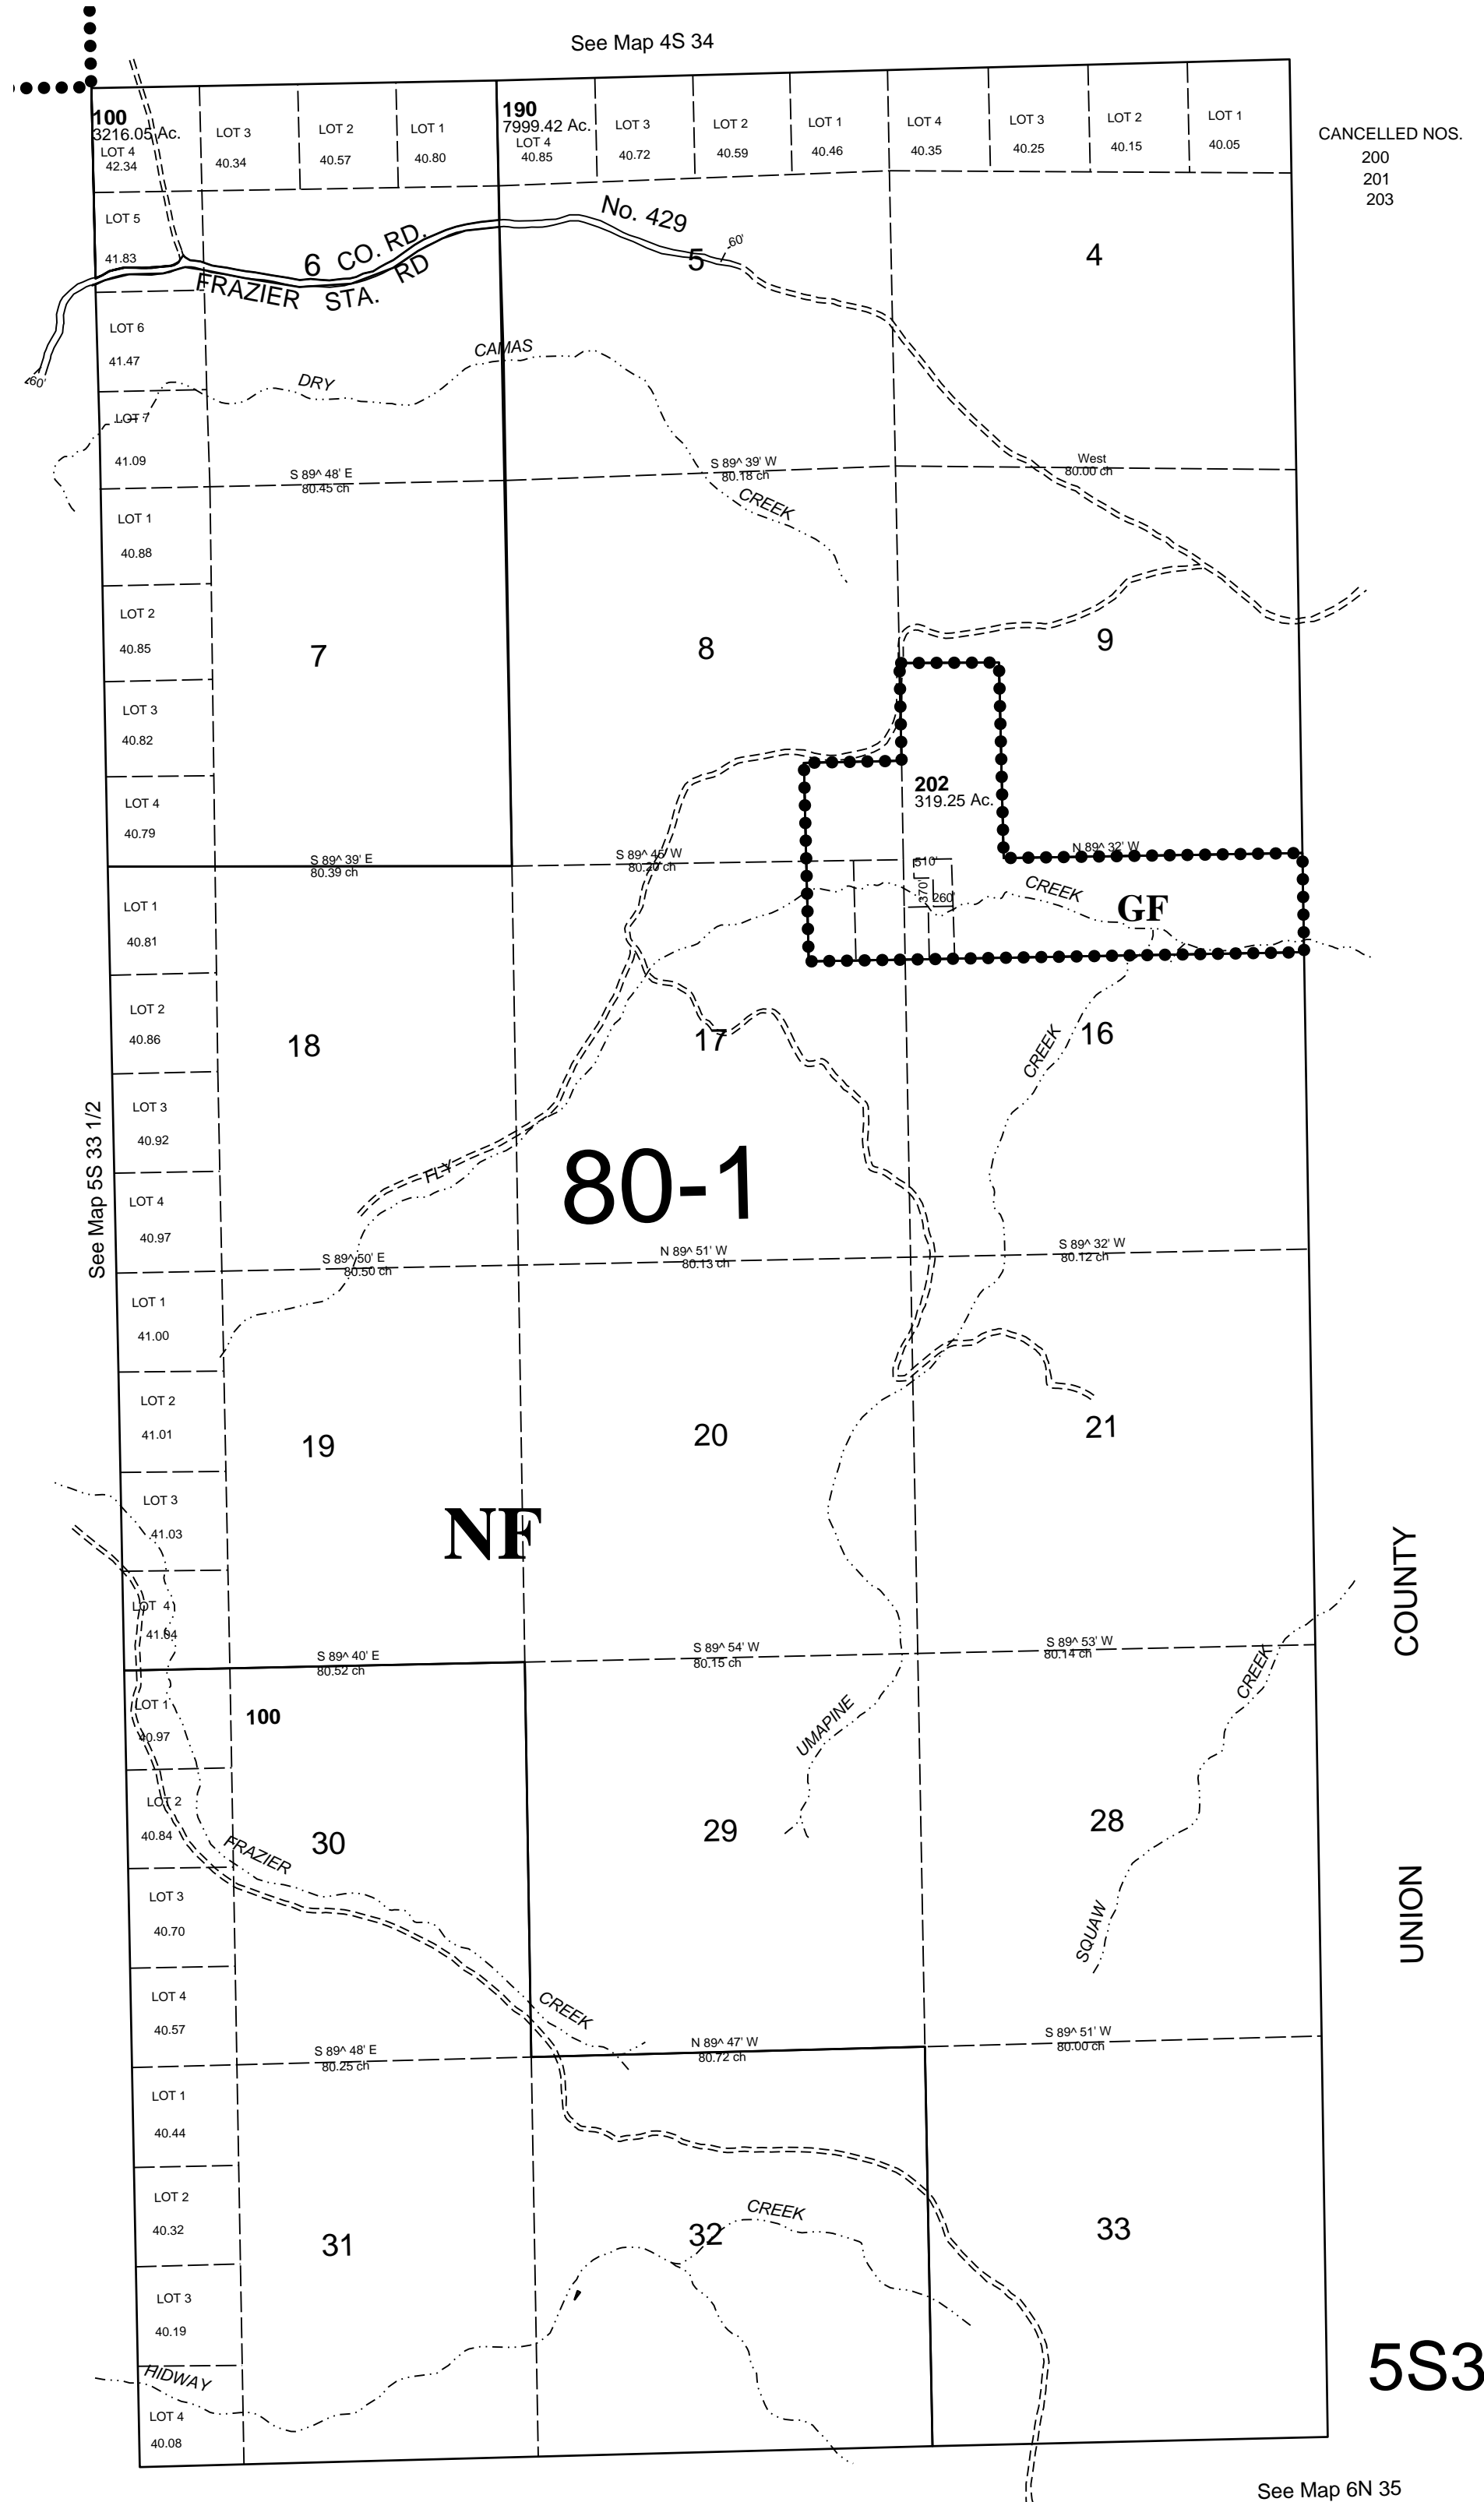 See Map 4S 34
100
3216.05 Ac.
LOT 4
42.34
LOT 3
40.34
LOT 2
40.57
LOT 1
40.80
190
7999.42 Ac.
LOT 4
40.85
LOT 3
40.72
LOT 2
40.59
LOT 1
40.46
LOT 4
40.35
LOT 3
40.25
LOT 2
40.15
LOT 1
40.05
CANCELLED NOS.
200
201
203
LOT 5
41.83
6
CO. RD.
No. 429
FRAZIER STA. RD
5
60'
4
60'
LOT 6
41.47
DRY
CAMAS
CREEK
LOT 7
41.09
S 89^ 48' E
80.45 ch
S 89^ 39' W
80.18 ch
West
80.00 ch
LOT 1
40.88
LOT 2
40.85
7
8
9
LOT 3
40.82
LOT 4
40.79
202
319.25 Ac.
S 89^ 39' E
80.39 ch
S 89^ 45' W
80.20 ch
N 89^ 32' W
510'
370'
260'
CREEK
GF
LOT 1
40.81
LOT 2
40.86
18
17
16
CREEK
LOT 3
40.92
See Map 5S 33 1/2
FLY
80-1
LOT 4
40.97
S 89^ 50' E
80.50 ch
N 89^ 51' W
80.13 ch
S 89^ 32' W
80.12 ch
LOT 1
41.00
LOT 2
41.01
19
20
21
LOT 3
41.03
NF
COUNTY
LOT 4
41.04
S 89^ 40' E
80.52 ch
S 89^ 54' W
80.15 ch
S 89^ 53' W
80.14 ch
CREEK
LOT 1
40.97
100
UMAPINE
LOT 2
40.84
FRAZIER
30
29
28
LOT 3
40.70
UNION
SQUAW
LOT 4
40.57
CREEK
S 89^ 48' E
80.25 ch
N 89^ 47' W
80.72 ch
S 89^ 51' W
80.00 ch
LOT 1
40.44
LOT 2
40.32
31
CREEK
32
33
LOT 3
40.19
HIDWAY
5S3
LOT 4
40.08
See Map 6N 35